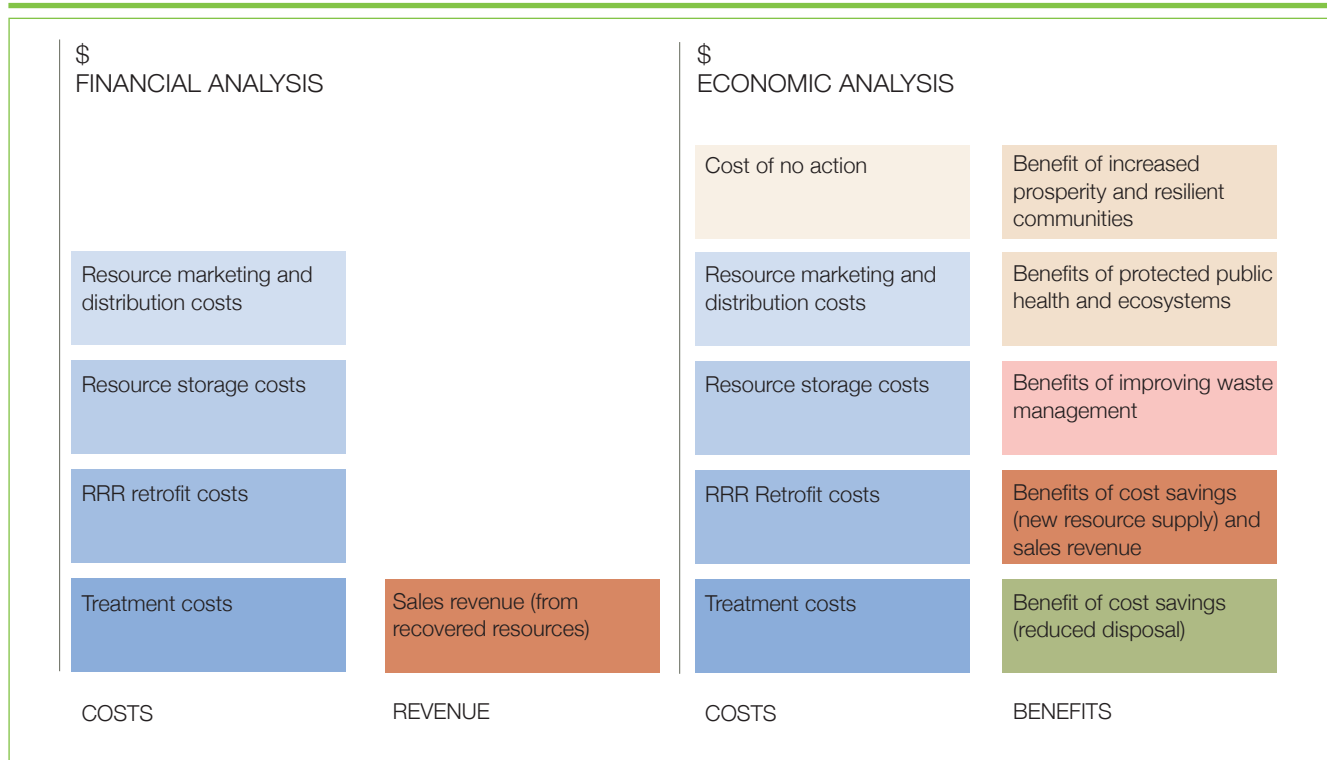 $
FINANCIAL ANALYSIS
Resource marketing and
distribution costs
Resource storage costs
RRR retrofit costs
Treatment costs
Sales revenue (from
recovered resources)
COSTS
REVENUE
$
ECONOMIC ANALYSIS
Cost of no action
Benefit of increased
prosperity and resilient
communities
Resource marketing and
distribution costs
Benefits of protected public
health and ecosystems
Resource storage costs
Benefits of improving waste
management
RRR Retrofit costs
Benefits of cost savings
(new resource supply) and
sales revenue
Treatment costs
Benefit of cost savings
(reduced disposal)
COSTS
BENEFITS